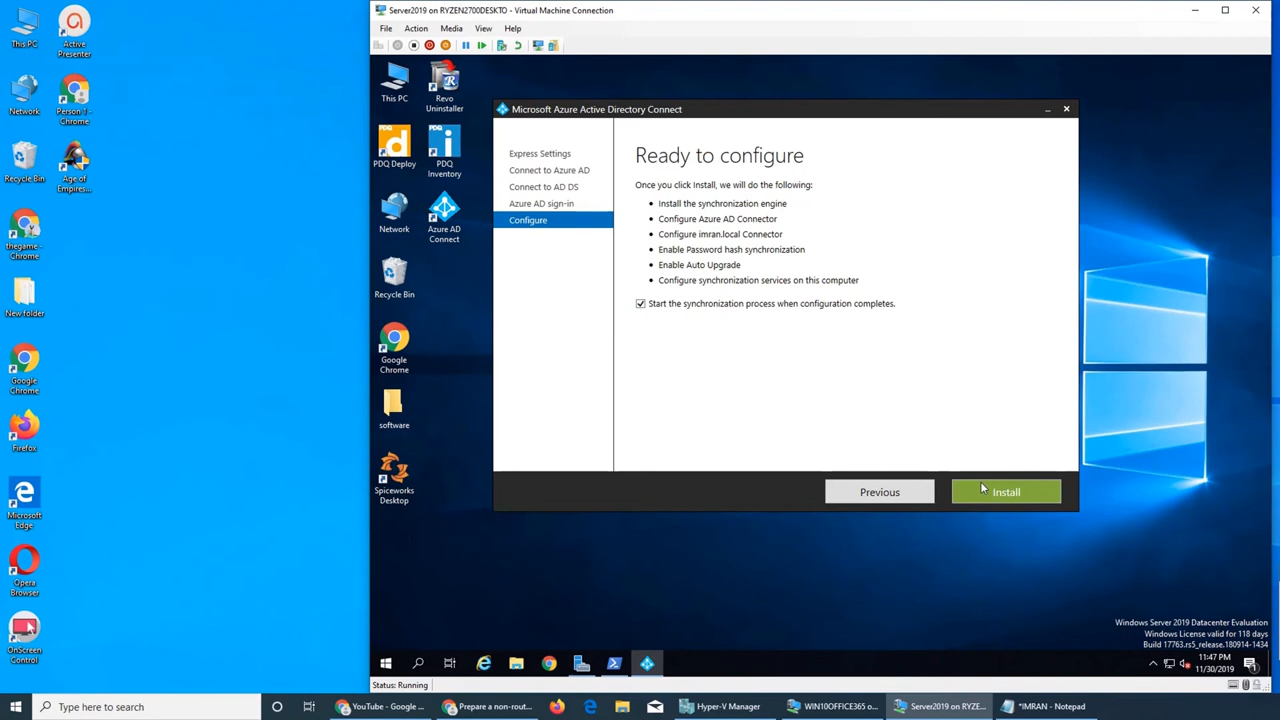 Server2019 on RYZEN2700DESKTO - Virtual Machine Connection
File Action Media View Help
This PC
Active
Presenter
Network
Person 1 -
Chrome
Recycle Bin
Age of
Empires...
thegame -
Chrome
New folder
Google
Chrome
Firefox
Microsoft
Edge
Opera
Browser
OnScreen
Control
This PC
Revo
Uninstaller
PDQ
PDQ Deploy
PDQ
PDQ
Inventory
Network
Azure AD
Connect
Recycle Bin
Google
Chrome
software
Spiceworks
Desktop
Microsoft Azure Active Directory Connect
Express Settings
Connect to Azure AD
Connect to AD DS
Azure AD sign-in
Configure
Ready to configure
Once you click Install, we will do the following:
• Install the synchronization engine
• Configure Azure AD Connector
• Configure imran.local Connector
• Enable Password hash synchronization
• Enable Auto Upgrade
• Configure synchronization services on this computer
Start the synchronization process when configuration completes.
Previous
Install
Windows Server 2019 Datacenter Evaluation
Windows License valid for 118 days
Build 17763.rs5_release.180914-1434
11:47 PM
11/30/2019
Status: Running
Type here to search
YouTube - Google ...
Prepare a non-rout...
Hyper-V Manager
WIN10OFFICE365 o...
Server2019 on RYZE...
*IMRAN - Notepad